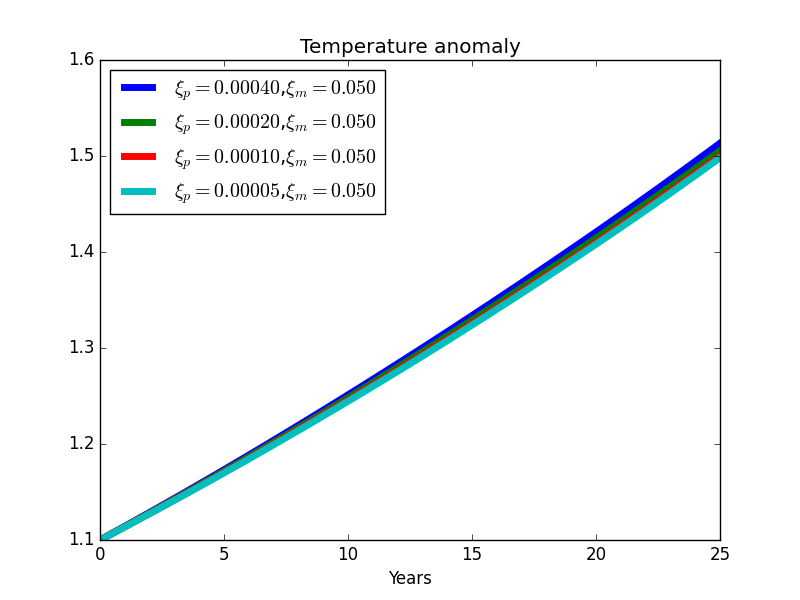 Temperature anomaly
1.6
1.5
1.4
1.3
1.2
1.1
ξₚ = 0.00040,ξₘ = 0.050
ξₚ = 0.00020,ξₘ = 0.050
ξₚ = 0.00010,ξₘ = 0.050
ξₚ = 0.00005,ξₘ = 0.050
0 5 10 15 20 25
Years